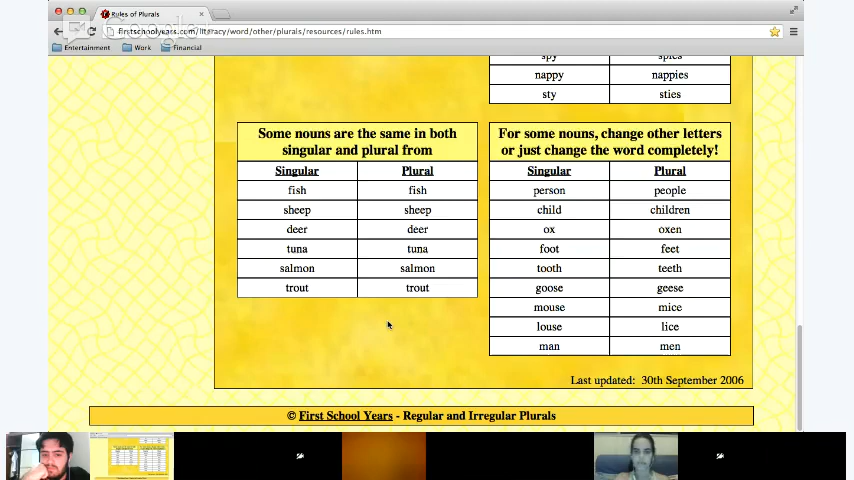 Rules of Plurals
Google
firstschoolyears.com/literacy/word/other/plurals/resources/rules.htm
Entertainment Work Financial
spy spies
nappy nappies
sty sties
Some nouns are the same in both
singular and plural from
Singular Plural
fish fish
sheep sheep
deer deer
tuna tuna
salmon salmon
trout trout
For some nouns, change other letters
or just change the word completely!
Singular Plural
person people
child children
ox oxen
foot feet
tooth teeth
goose geese
mouse mice
louse lice
man men
Last updated: 30th September 2006
© First School Years - Regular and Irregular Plurals